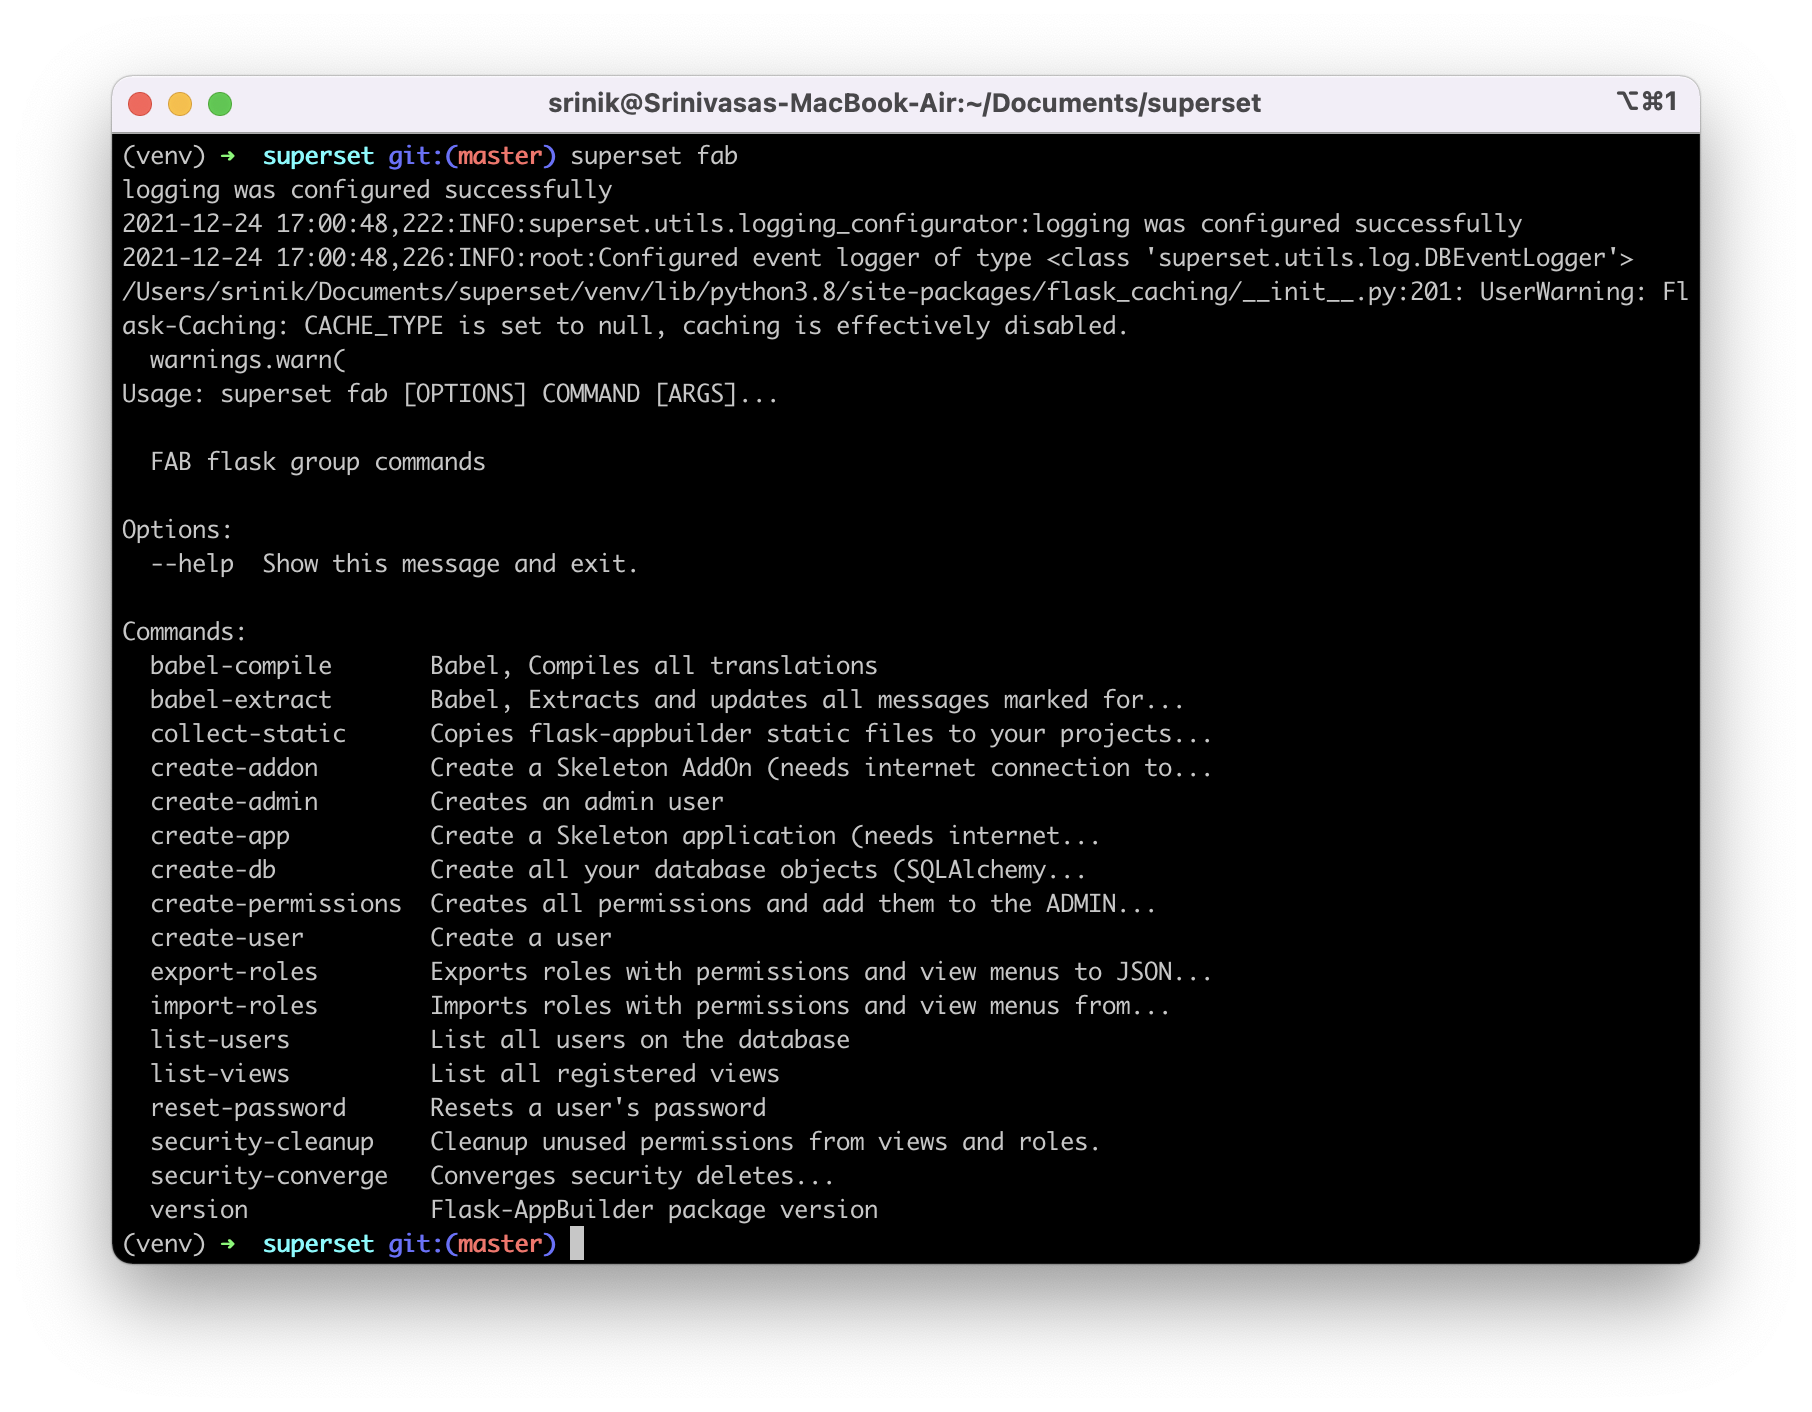 srinik@Srinivasas-MacBook-Air:~/Documents/superset ⌥⌘1
(venv) ➜  superset git:(master) superset fab
logging was configured successfully
2021-12-24 17:00:48,222:INFO:superset.utils.logging_configurator:logging was configured successfully
2021-12-24 17:00:48,226:INFO:root:Configured event logger of type <class 'superset.utils.log.DBEventLogger'>
/Users/srinik/Documents/superset/venv/lib/python3.8/site-packages/flask_caching/__init__.py:201: UserWarning: Fl
ask-Caching: CACHE_TYPE is set to null, caching is effectively disabled.
  warnings.warn(
Usage: superset fab [OPTIONS] COMMAND [ARGS]...

  FAB flask group commands

Options:
  --help  Show this message and exit.

Commands:
  babel-compile       Babel, Compiles all translations
  babel-extract       Babel, Extracts and updates all messages marked for...
  collect-static      Copies flask-appbuilder static files to your projects...
  create-addon        Create a Skeleton AddOn (needs internet connection to...
  create-admin        Creates an admin user
  create-app          Create a Skeleton application (needs internet...
  create-db           Create all your database objects (SQLAlchemy...
  create-permissions  Creates all permissions and add them to the ADMIN...
  create-user         Create a user
  export-roles        Exports roles with permissions and view menus to JSON...
  import-roles        Imports roles with permissions and view menus from...
  list-users          List all users on the database
  list-views          List all registered views
  reset-password      Resets a user's password
  security-cleanup    Cleanup unused permissions from views and roles.
  security-converge   Converges security deletes...
  version             Flask-AppBuilder package version
(venv) ➜  superset git:(master)